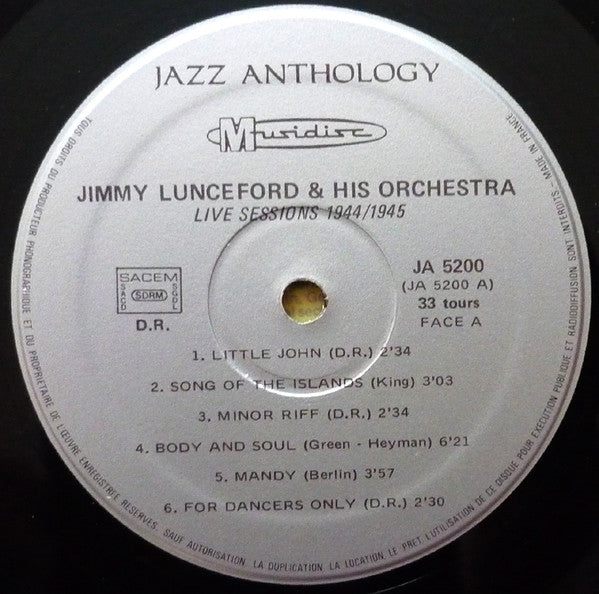 JAZZ ANTHOLOGY
Musidisc
JIMMY LUNCEFORD & HIS ORCHESTRA
LIVE SESSIONS 1944/1945
SACEM
SACD
SDRM
SGDL
D.R.
JA 5200
(JA 5200 A)
33 tours
FACE A
1. LITTLE JOHN (D.R.) 2'34
2. SONG OF THE ISLANDS (King) 3'03
3. MINOR RIFF (D.R.) 2'34
4. BODY AND SOUL (Green - Heyman) 6'21
5. MANDY (Berlin) 3'57
6. FOR DANCERS ONLY (D.R.) 2'30
TOUS DROITS DU PRODUCTEUR PHONOGRAPHIQUE ET DU PROPRIETAIRE DE L'ŒUVRE ENREGISTREE RESERVES. SAUF AUTORISATION, LA DUPLICATION, LA LOCATION, LE PRET, L'UTILISATION DE CE DISQUE POUR EXECUTION PUBLIQUE ET RADIODIFFUSION SONT INTERDITS - MADE IN FRANCE